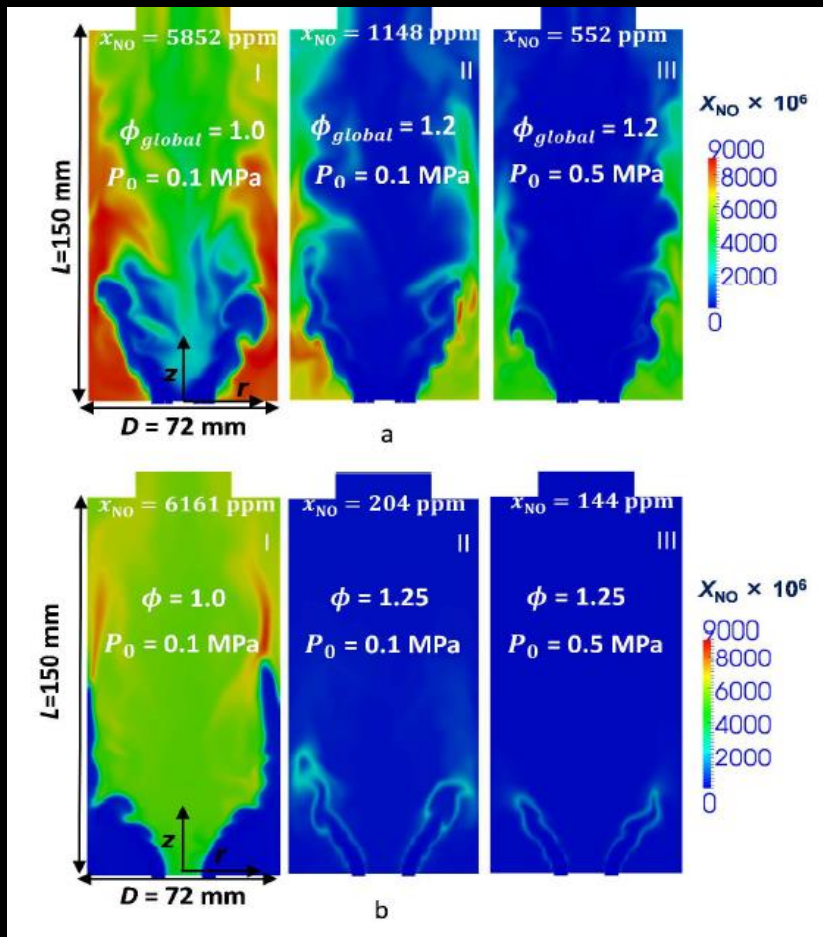 x_NO = 5852 ppm
I
ϕ_global = 1.0
P_0 = 0.1 MPa
x_NO = 1148 ppm
II
ϕ_global = 1.2
P_0 = 0.1 MPa
x_NO = 552 ppm
III
ϕ_global = 1.2
P_0 = 0.5 MPa
X_NO × 10⁶
9000
8000
6000
4000
2000
0
L=150 mm
z
r
D = 72 mm
a
x_NO = 6161 ppm
I
ϕ = 1.0
P_0 = 0.1 MPa
x_NO = 204 ppm
II
ϕ = 1.25
P_0 = 0.1 MPa
x_NO = 144 ppm
III
ϕ = 1.25
P_0 = 0.5 MPa
X_NO × 10⁶
9000
8000
6000
4000
2000
0
L=150 mm
z
r
D = 72 mm
b